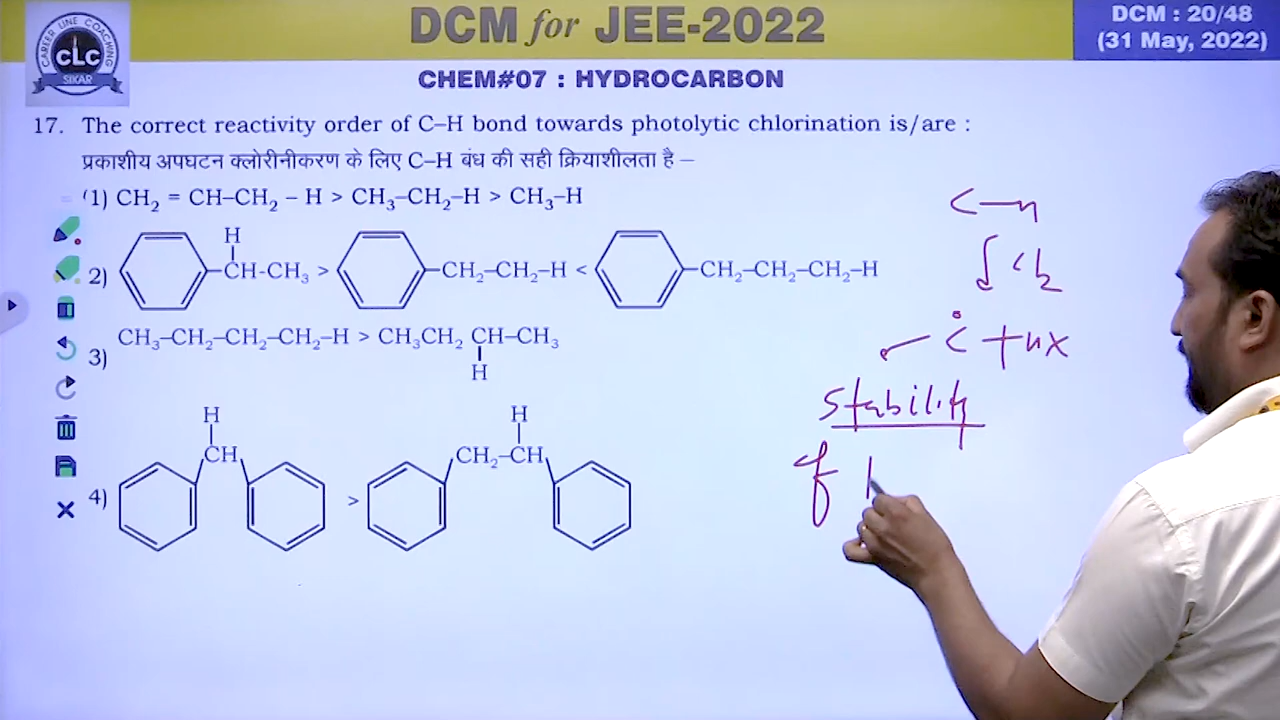 DCM for JEE-2022
DCM : 20/48
(31 May, 2022)
CAREER LINE COACHING
CLC
SIKAR
CHEM#07 : HYDROCARBON
17. The correct reactivity order of C–H bond towards photolytic chlorination is/are :
प्रकाशीय अपघटन क्लोरीनीकरण के लिए C–H बंध की सही क्रियाशीलता है –
(1) CH₂ = CH–CH₂ – H > CH₃–CH₂–H > CH₃–H
2) H CH-CH₃ > CH₂–CH₂–H < CH₂–CH₂–CH₂–H
3) CH₃–CH₂–CH₂–CH₂–H > CH₃CH₂ CH–CH₃
H
H H
CH CH₂–CH
4) >
C–H
Cl₂
Ċ + HX
Stability
of